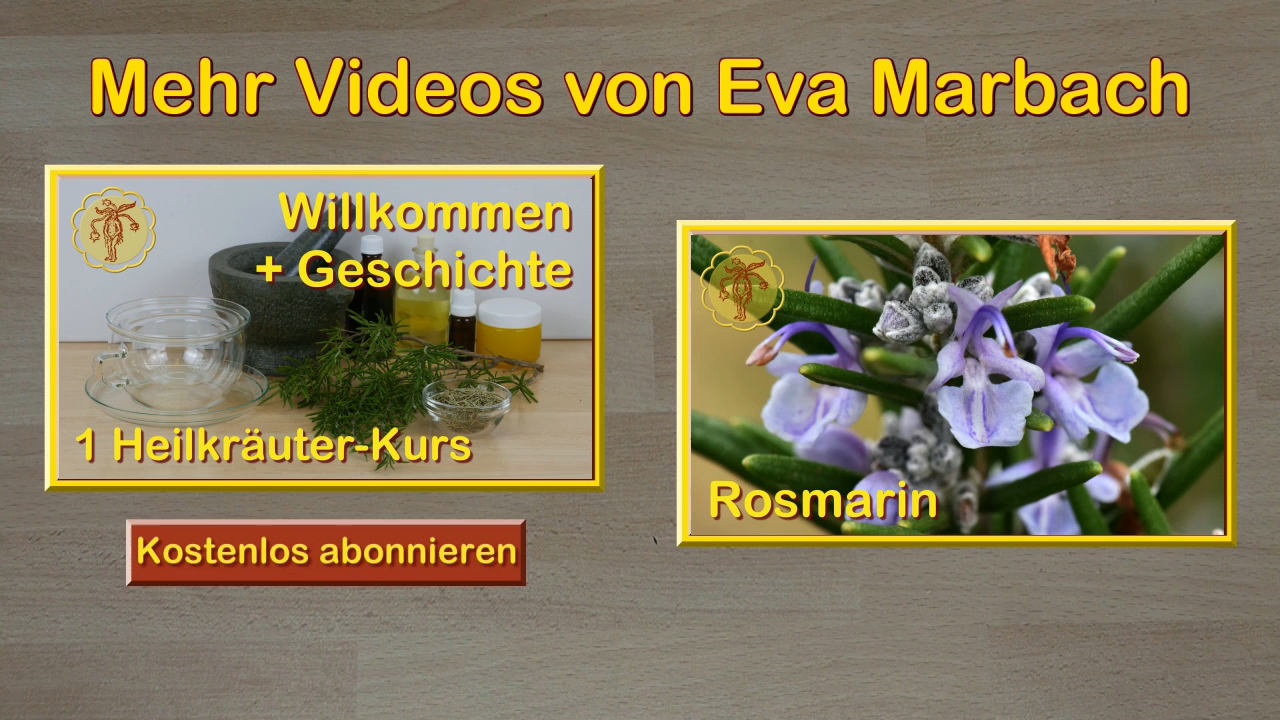 Mehr Videos von Eva Marbach
Willkommen
+ Geschichte
1 Heilkräuter-Kurs
Kostenlos abonnieren
Rosmarin